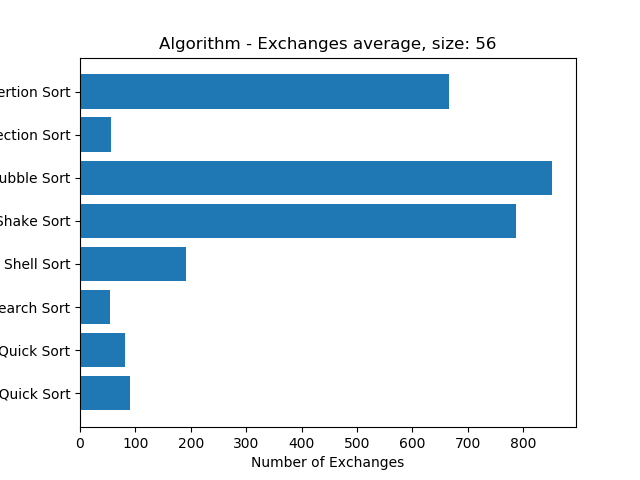 Algorithm - Exchanges average, size: 56
ertion Sort
ection Sort
ubble Sort
Shake Sort
Shell Sort
earch Sort
Quick Sort
Quick Sort
0 100 200 300 400 500 600 700 800
Number of Exchanges